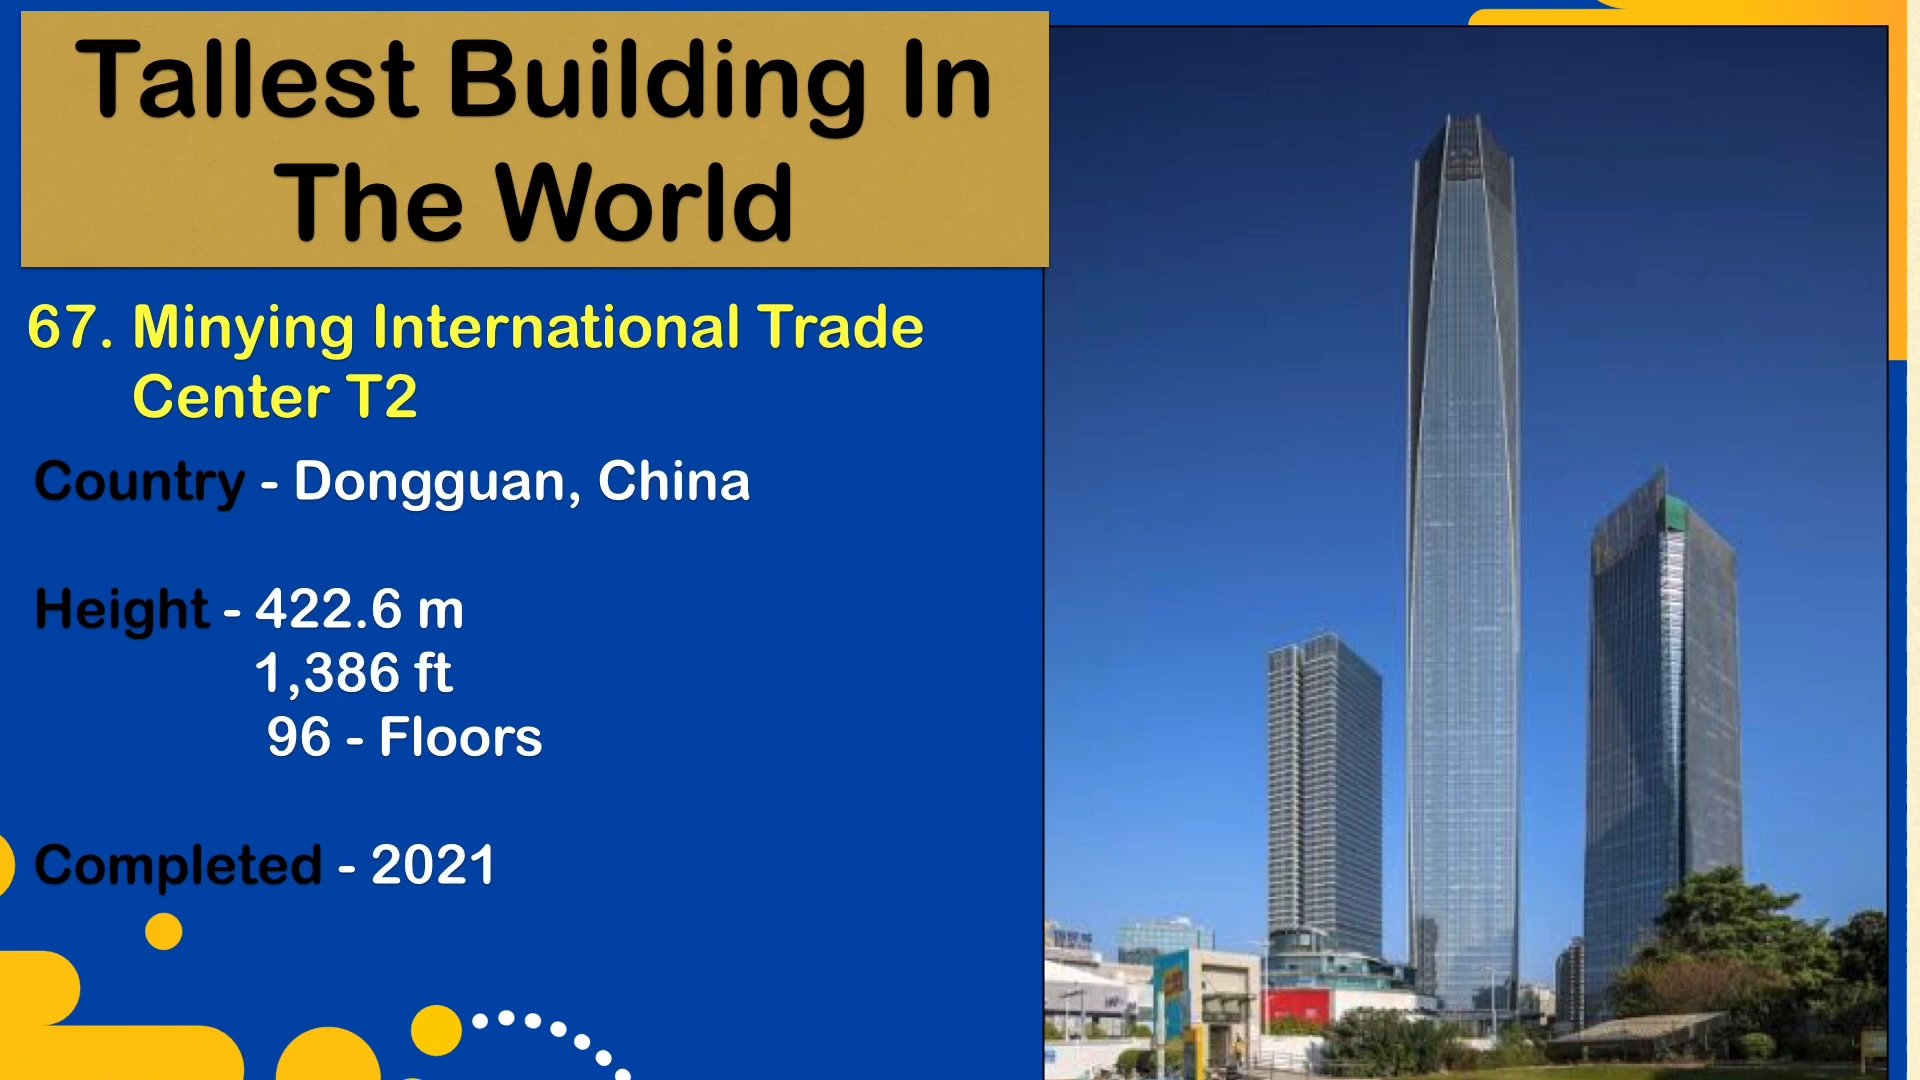 Tallest Building In
The World
67. Minying International Trade
Center T2
Country - Dongguan, China
Height - 422.6 m
1,386 ft
96 - Floors
Completed - 2021